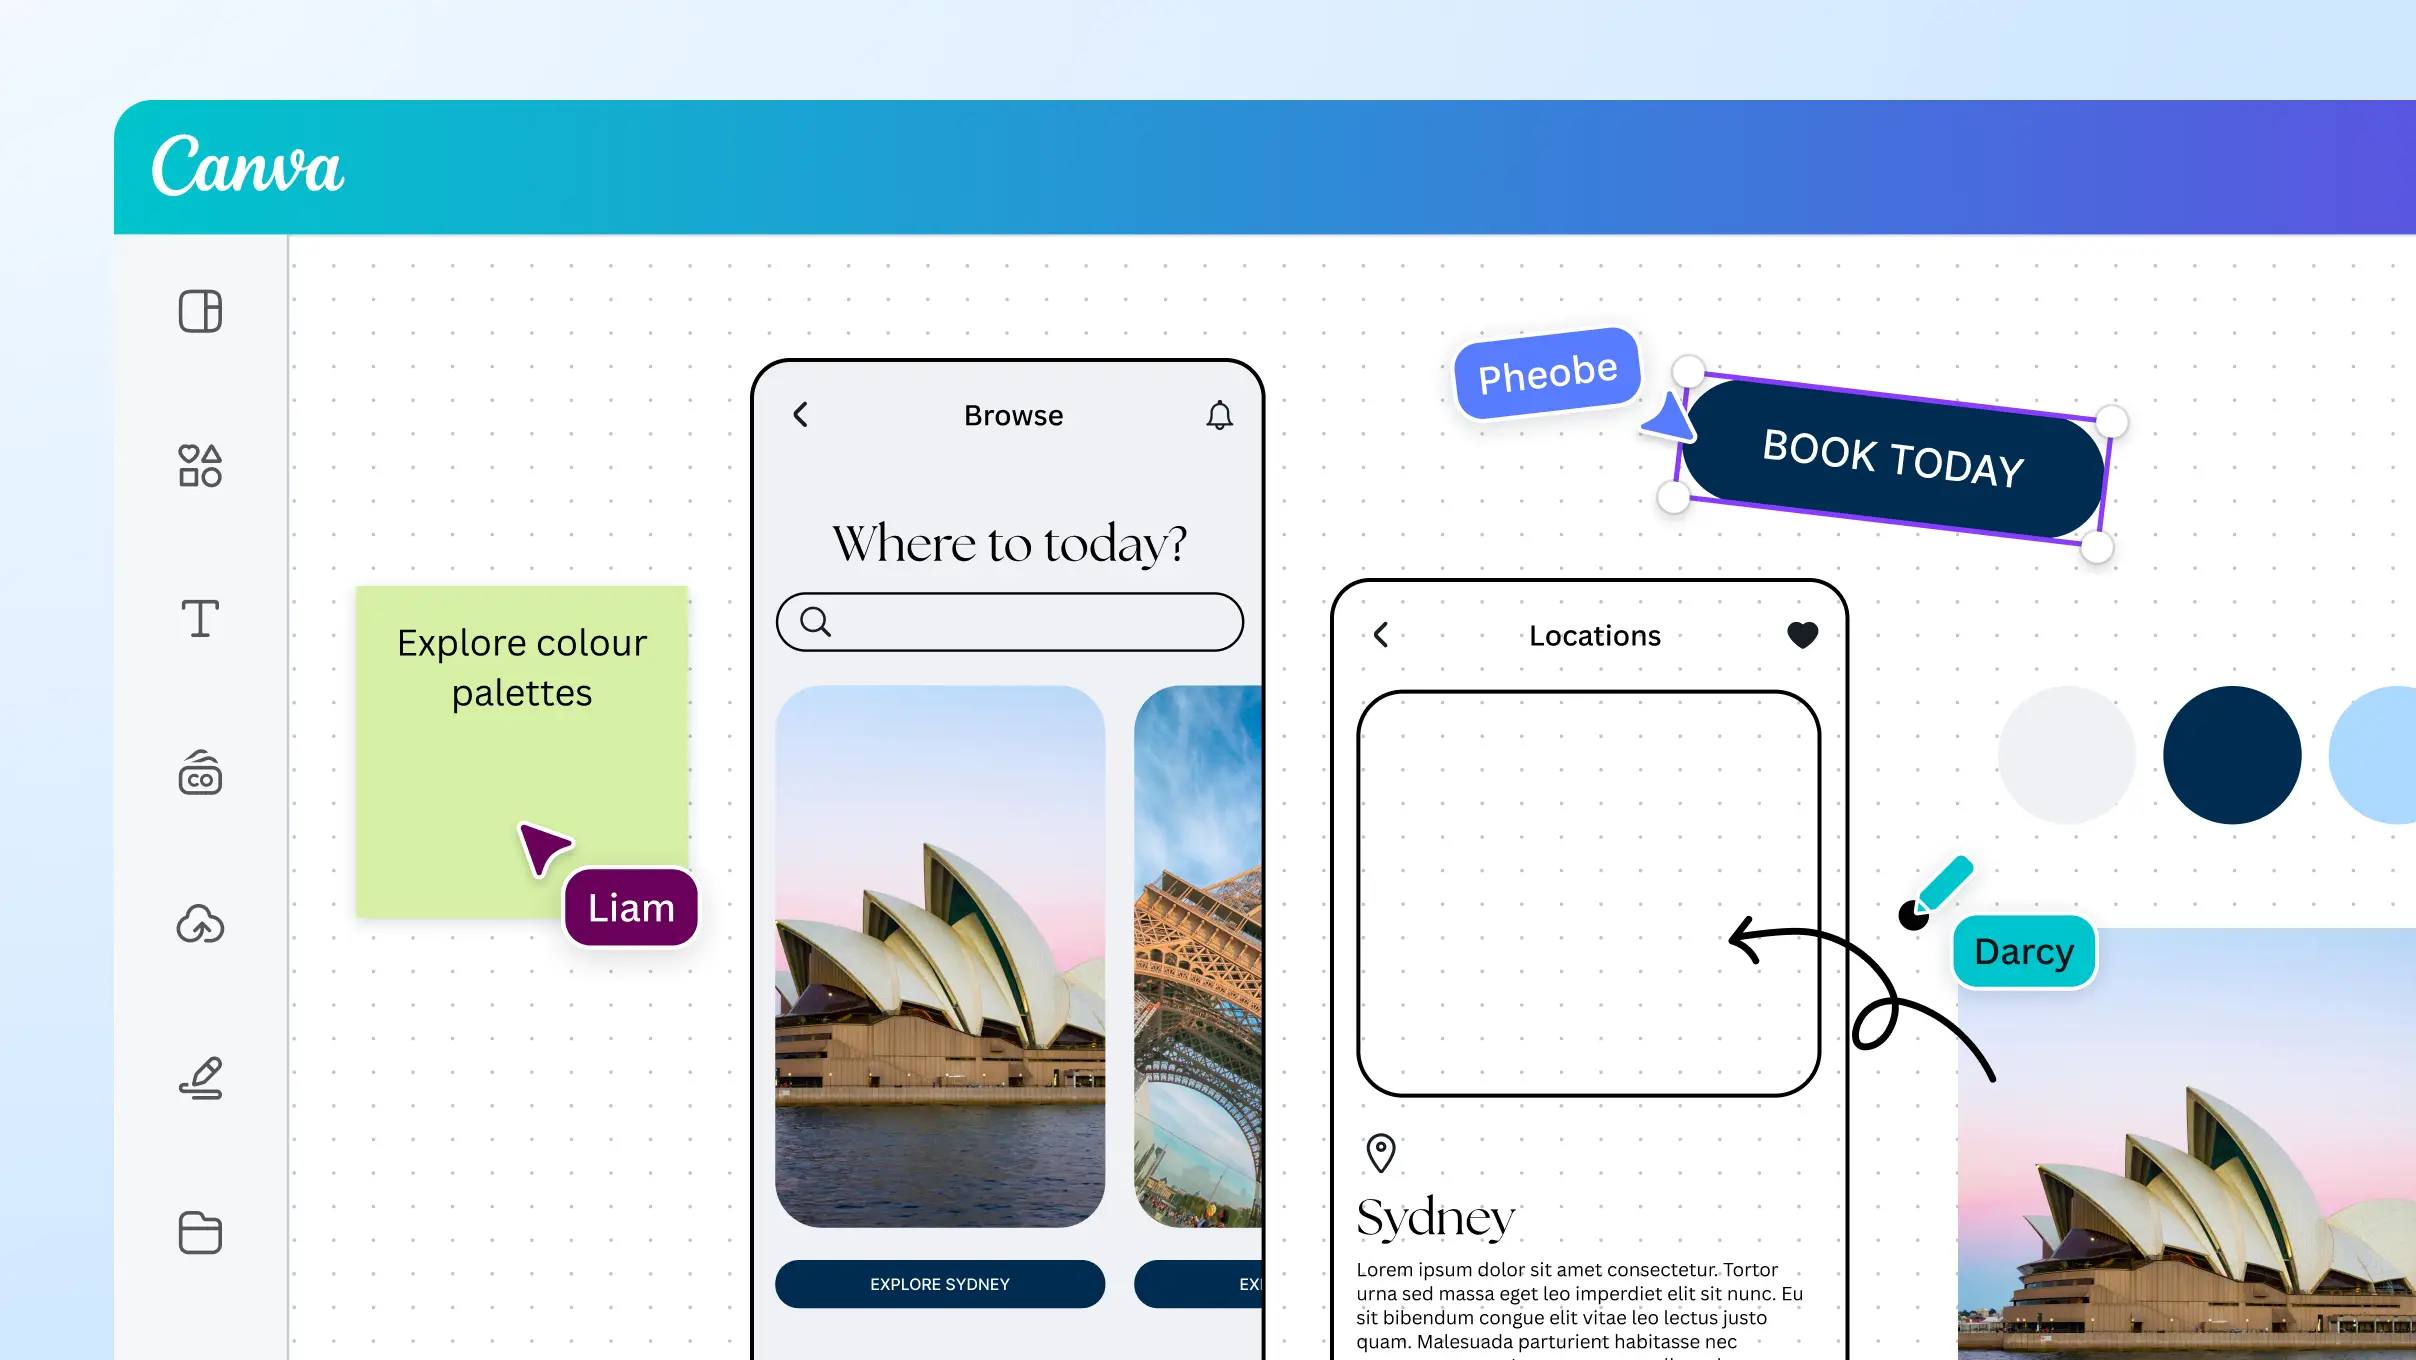 Canva
CO
Explore colour
palettes
Liam
Browse
Where to today?
EXPLORE SYDNEY
Pheobe
BOOK TODAY
Locations
Darcy
Sydney
Lorem ipsum dolor sit amet consectetur. Tortor
urna sed massa eget leo imperdiet elit sit nunc. Eu
sit bibendum congue elit vitae leo lectus justo
quam. Malesuada parturient habitasse nec